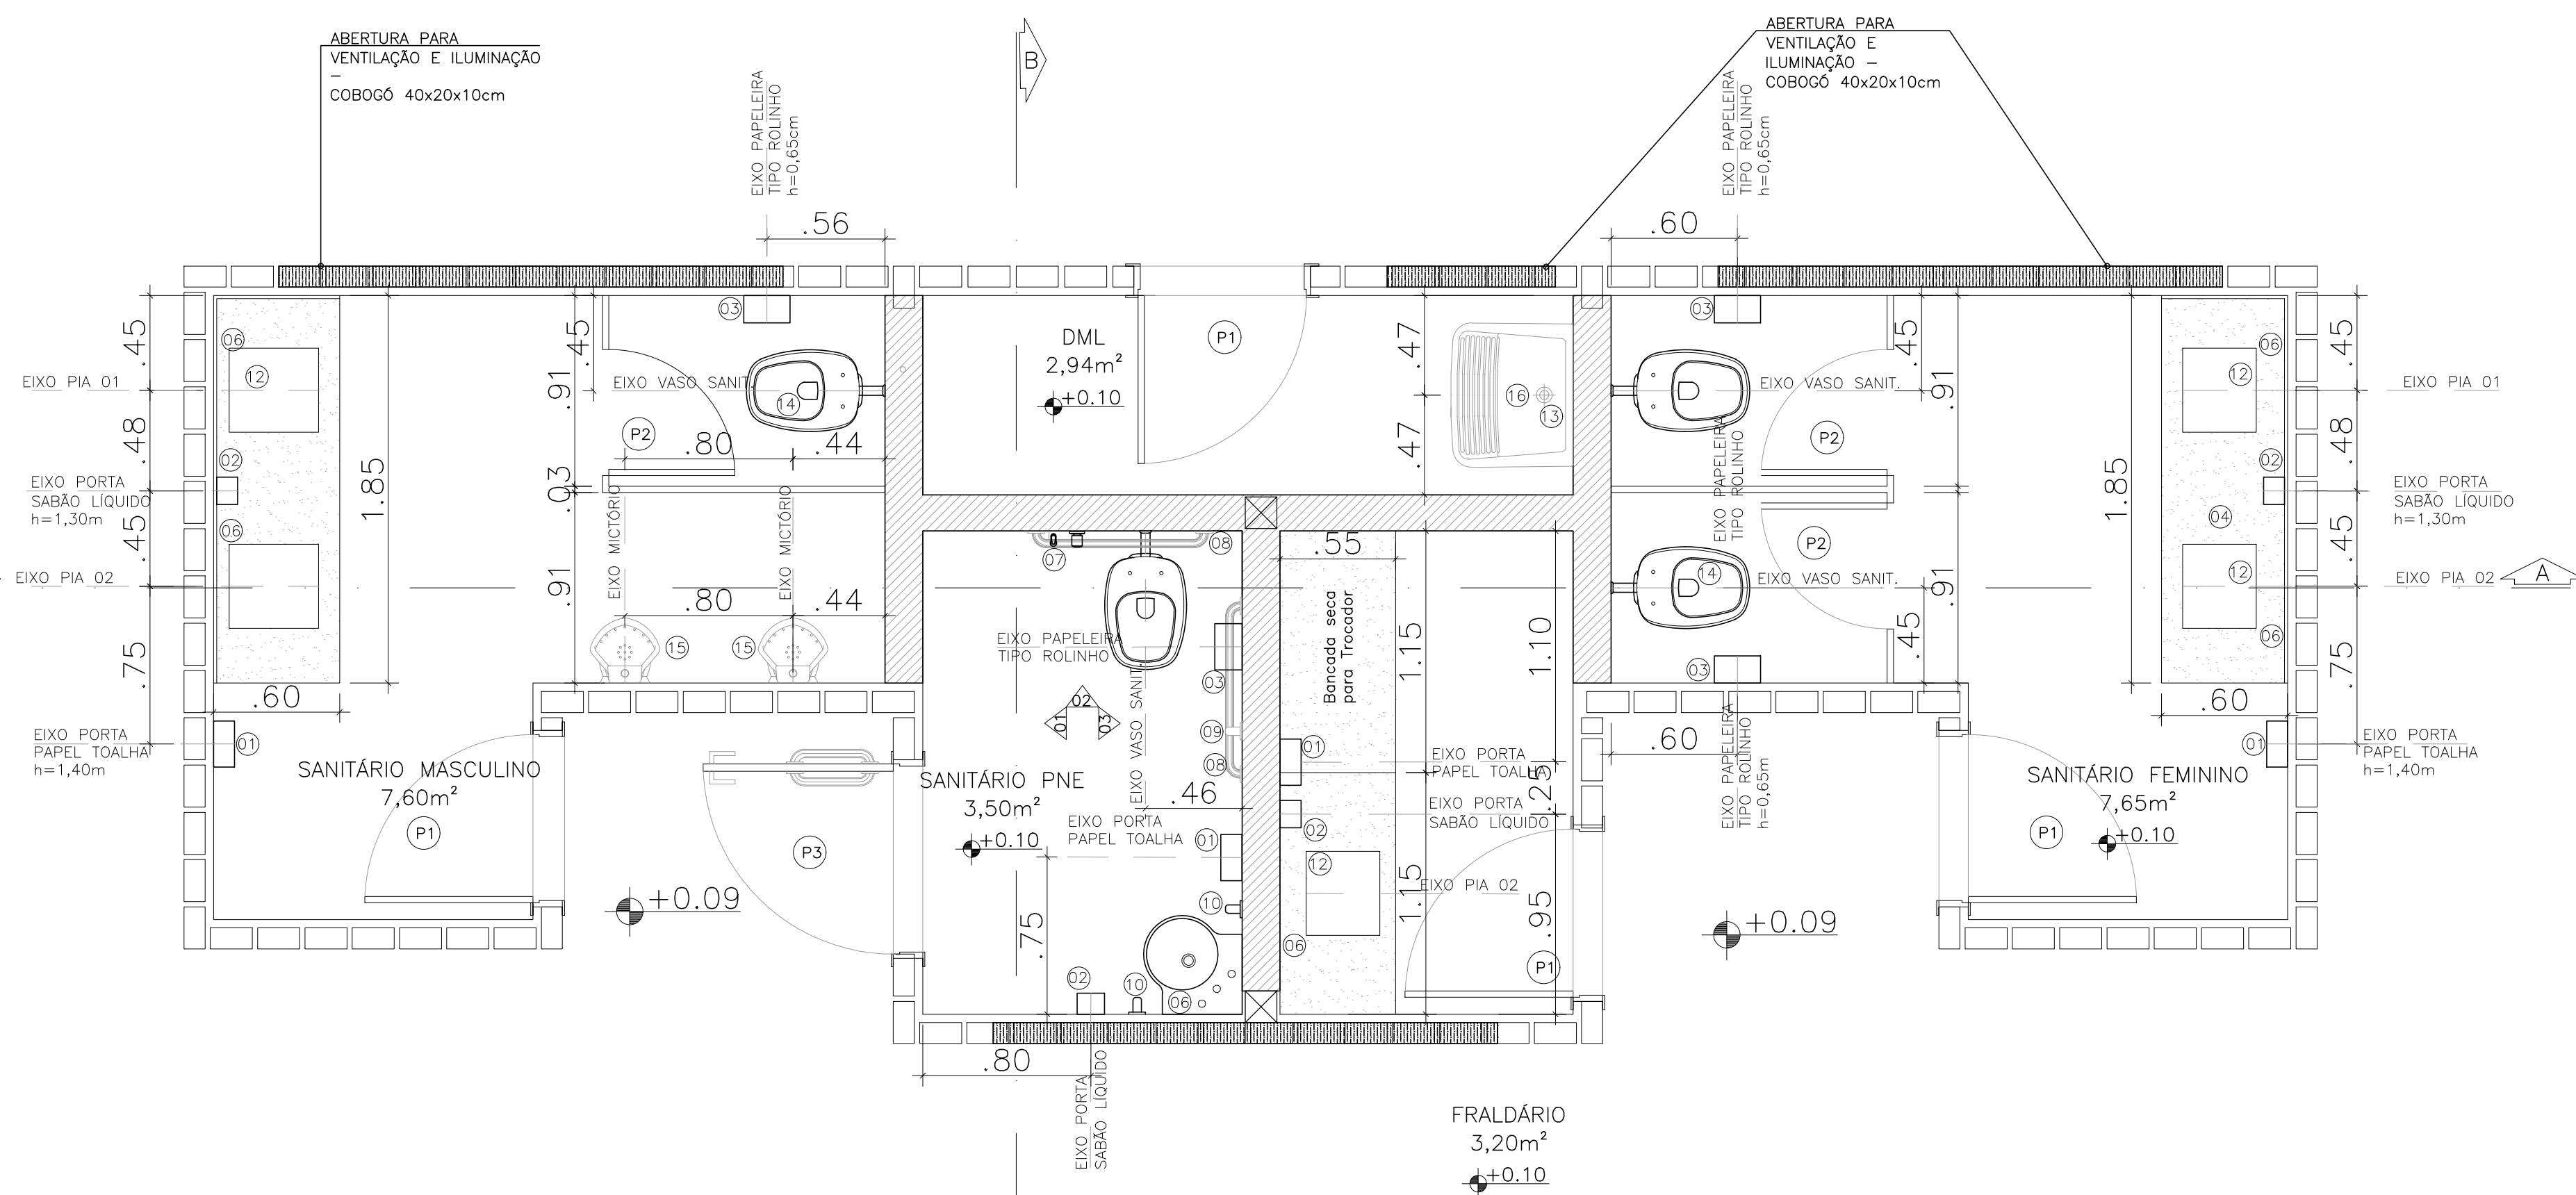 ABERTURA PARA
VENTILAÇÃO E ILUMINAÇÃO
–
COBOGÓ 40x20x10cm
EIXO PAPELEIRA
TIPO ROLINHO
h=0,65cm
B
EIXO PAPELEIRA
TIPO ROLINHO
h=0,65cm
ABERTURA PARA
VENTILAÇÃO E
ILUMINAÇÃO –
COBOGÓ 40x20x10cm
.56
.60
EIXO PIA 01
EIXO PORTA
SABÃO LÍQUIDO
h=1,30m
EIXO PIA 02
EIXO PORTA
PAPEL TOALHA
h=1,40m
.45
.48
.45
.75
06
12
02
06
.60
01
1.85
.91
.03
.91
.45
03
EIXO VASO SANIT.
14
P2
.80
.44
EIXO MICTÓRIO
EIXO MICTÓRIO
.80
.44
15
15
SANITÁRIO MASCULINO
7,60m²
P1
+0.09
P3
DML
2,94m²
+0.10
P1
.47
.47
16
13
07
08
EIXO PAPELEIRA
TIPO ROLINHO
03
01
02
03
09
08
EIXO VASO SANIT.
SANITÁRIO PNE
3,50m²
+0.10
.46
EIXO PORTA
PAPEL TOALHA
01
10
.75
02
10
06
.80
EIXO PORTA
SABÃO LÍQUIDO
.55
Bancada seca
para Trocador
1.15
1.10
01
EIXO PORTA
PAPEL TOALHA
.25
EIXO PORTA
SABÃO LÍQUIDO
02
12
EIXO PIA 02
1.15
.95
06
P1
FRALDÁRIO
3,20m²
+0.10
03
.45
.91
EIXO VASO SANIT.
P2
EIXO PAPELEIRA
TIPO ROLINHO
P2
14
EIXO VASO SANIT.
.91
.45
03
.60
EIXO PAPELEIRA
TIPO ROLINHO
h=0,65m
+0.09
1.85
06
12
02
04
12
06
.60
01
SANITÁRIO FEMININO
7,65m²
+0.10
P1
.45
.48
.45
.75
EIXO PIA 01
EIXO PORTA
SABÃO LÍQUIDO
h=1,30m
EIXO PIA 02
A
EIXO PORTA
PAPEL TOALHA
h=1,40m